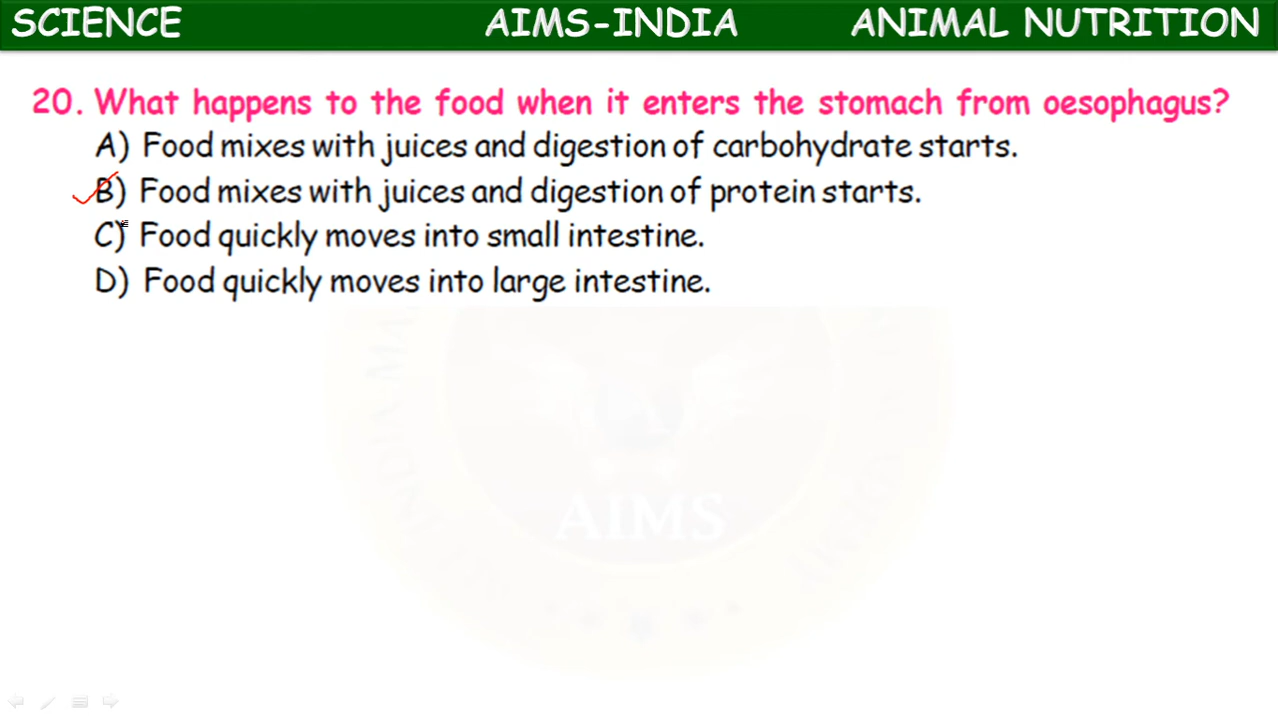 SCIENCE AIMS-INDIA ANIMAL NUTRITION
20. What happens to the food when it enters the stomach from oesophagus?
A) Food mixes with juices and digestion of carbohydrate starts.
B) Food mixes with juices and digestion of protein starts.
C) Food quickly moves into small intestine.
D) Food quickly moves into large intestine.
AIMS